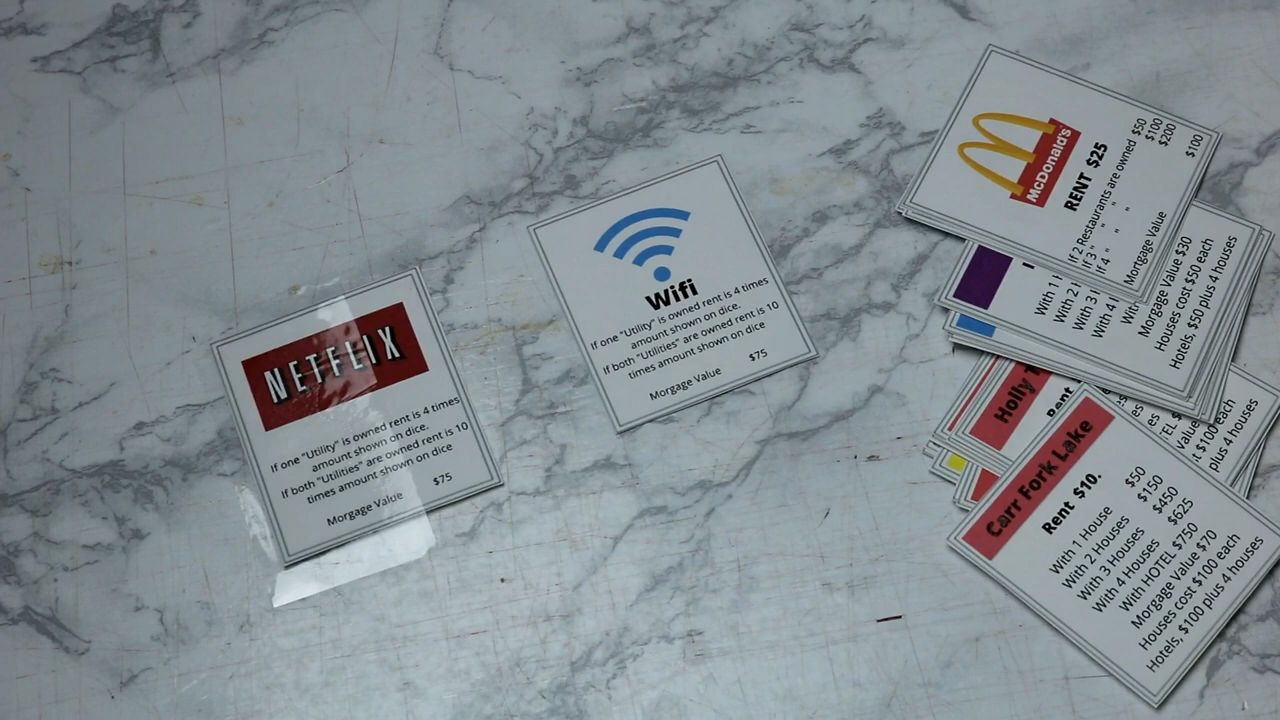 NETFLIX
If one "Utility" is owned rent is 4 times
amount shown on dice.
If both "Utilities" are owned rent is 10
times amount shown on dice
Morgage Value $75
Wifi
If one "Utility" is owned rent is 4 times
amount shown on dice.
If both "Utilities" are owned rent is 10
times amount shown on dice
Morgage Value $75
McDonald's
RENT $25
If 2 Restaurants are owned $50
If 3 " " " $100
If 4 " " " $200
Mortgage Value $100
With 1
With 2
With 3
With 4
Morgage Value $30
Houses cost $50 each
Hotels, $50 plus 4 houses
Holly
Rent
$100 each
plus 4 houses
Carr Fork Lake
Rent $10.
With 1 House $50
With 2 Houses $150
With 3 Houses $450
With 4 Houses $625
With HOTEL $750
Morgage Value $70
Houses cost $100 each
Hotels, $100 plus 4 houses